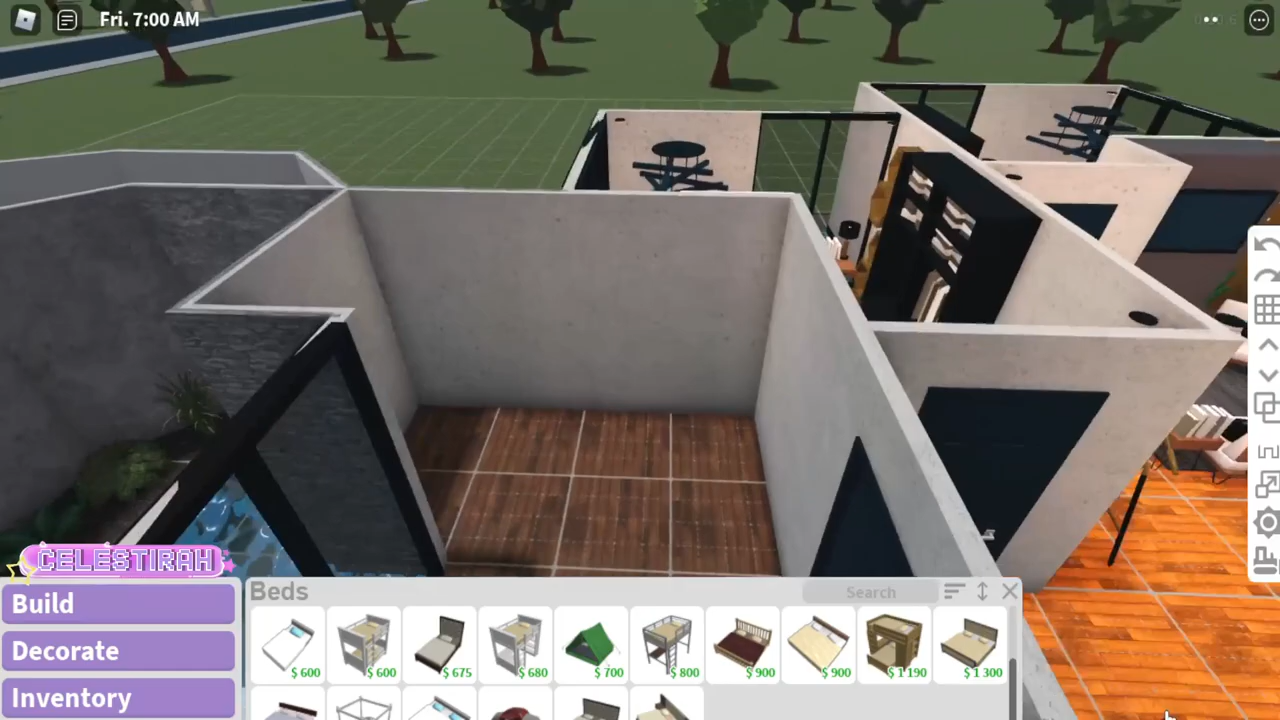 Fri. 7:00 AM
CELESTIRAH
Build
Decorate
Inventory
Beds
Search
$ 600
$ 600
$ 675
$ 680
$ 700
$ 800
$ 900
$ 900
$ 1 190
$ 1 300